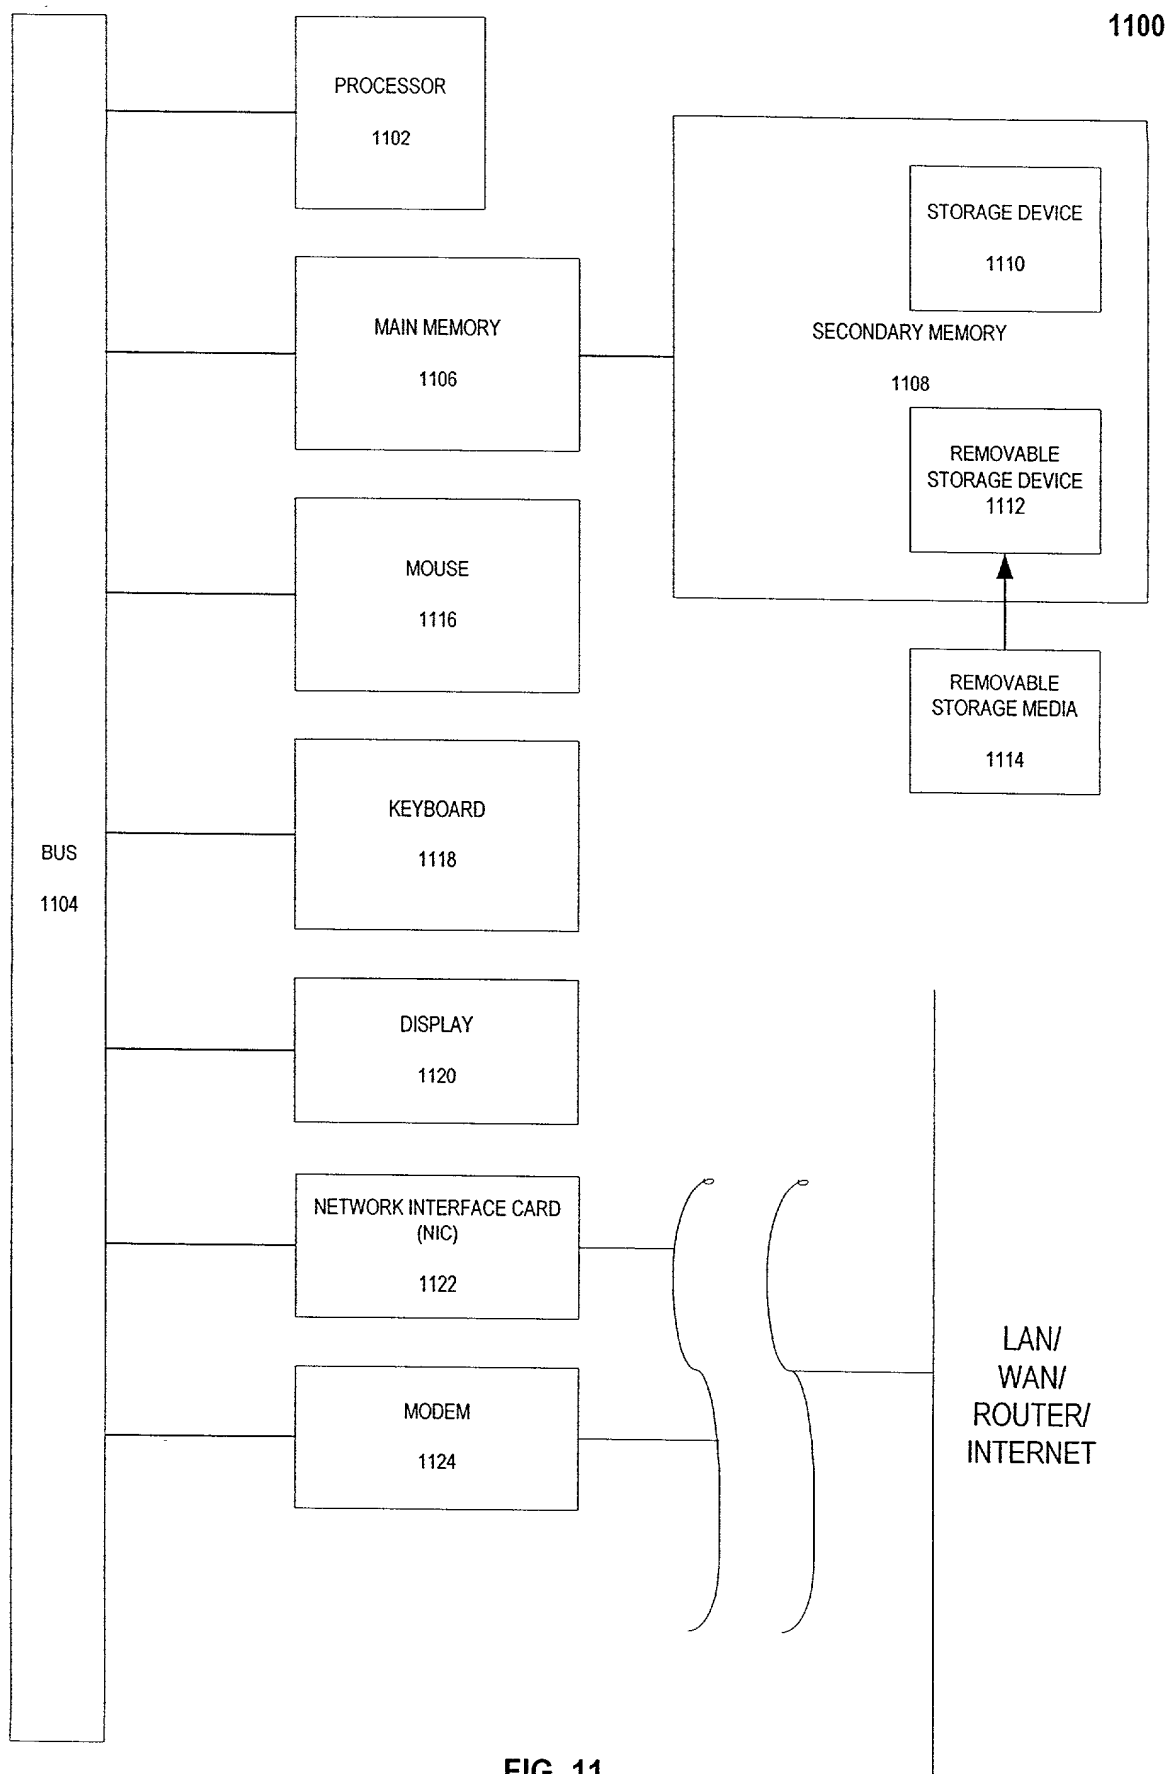 1100
PROCESSOR
1102
STORAGE DEVICE
1110
MAIN MEMORY
1106
SECONDARY MEMORY
1108
REMOVABLE
STORAGE DEVICE
1112
MOUSE
1116
REMOVABLE
STORAGE MEDIA
1114
KEYBOARD
1118
BUS
1104
DISPLAY
1120
NETWORK INTERFACE CARD
(NIC)
1122
LAN/
WAN/
ROUTER/
INTERNET
MODEM
1124
FIG. 11